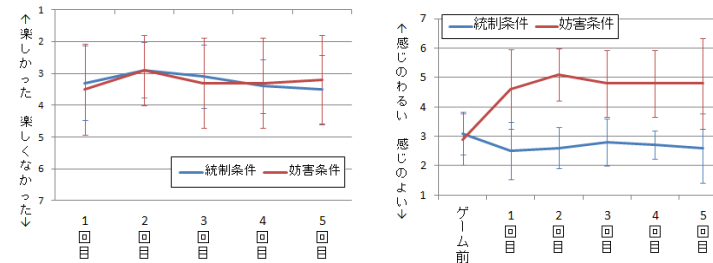 ↑楽しかった 楽しくなかった↓
1
2
3
4
5
6
7
統制条件 妨害条件
1回目
2回目
3回目
4回目
5回目
↑感じのわるい 感じのよい↓
7
6
5
4
3
2
1
統制条件 妨害条件
ゲーム前
1回目
2回目
3回目
4回目
5回目